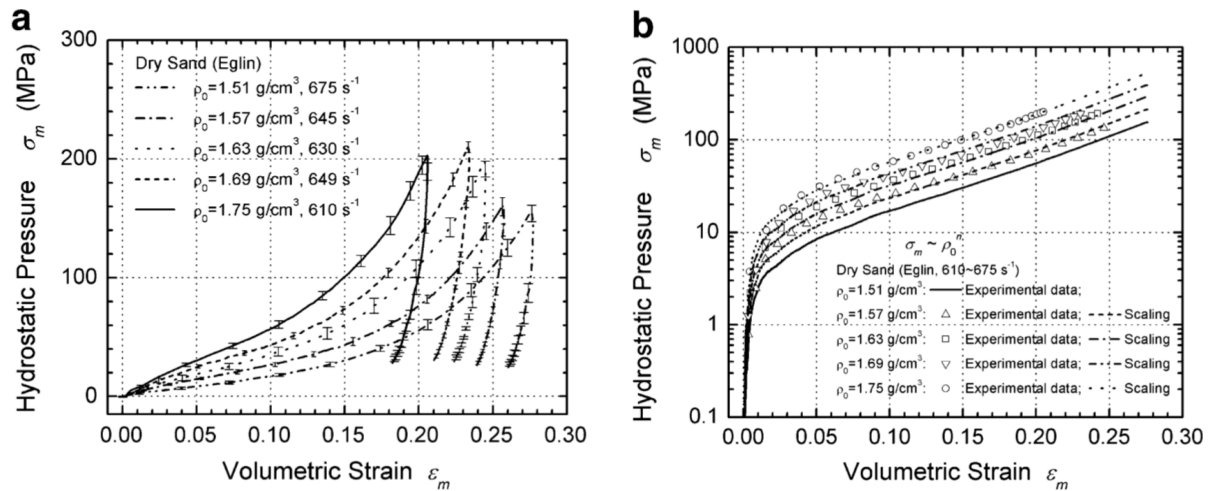 a
300
200
100
0
Hydrostatic Pressure σm (MPa)
Dry Sand (Eglin)
ρ0=1.51 g/cm3, 675 s-1
ρ0=1.57 g/cm3, 645 s-1
ρ0=1.63 g/cm3, 630 s-1
ρ0=1.69 g/cm3, 649 s-1
ρ0=1.75 g/cm3, 610 s-1
0.00 0.05 0.10 0.15 0.20 0.25 0.30
Volumetric Strain εm
b
1000
100
10
1
0.1
Hydrostatic Pressure σm (MPa)
σm ~ ρ0n
Dry Sand (Eglin, 610~675 s-1)
ρ0=1.51 g/cm3: Experimental data;
ρ0=1.57 g/cm3: Experimental data; Scaling
ρ0=1.63 g/cm3: Experimental data; Scaling
ρ0=1.69 g/cm3: Experimental data; Scaling
ρ0=1.75 g/cm3: Experimental data; Scaling
0.00 0.05 0.10 0.15 0.20 0.25 0.30
Volumetric Strain εm